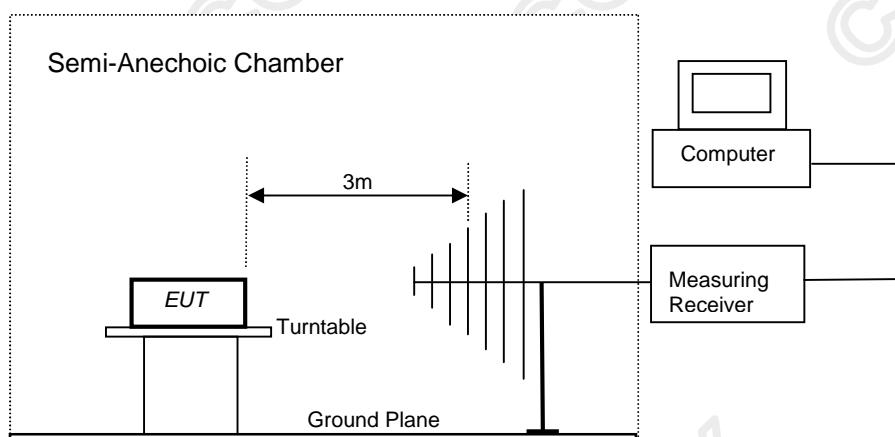 Semi-Anechoic Chamber
Computer
3m
EUT
Measuring
Receiver
Turntable
Ground Plane